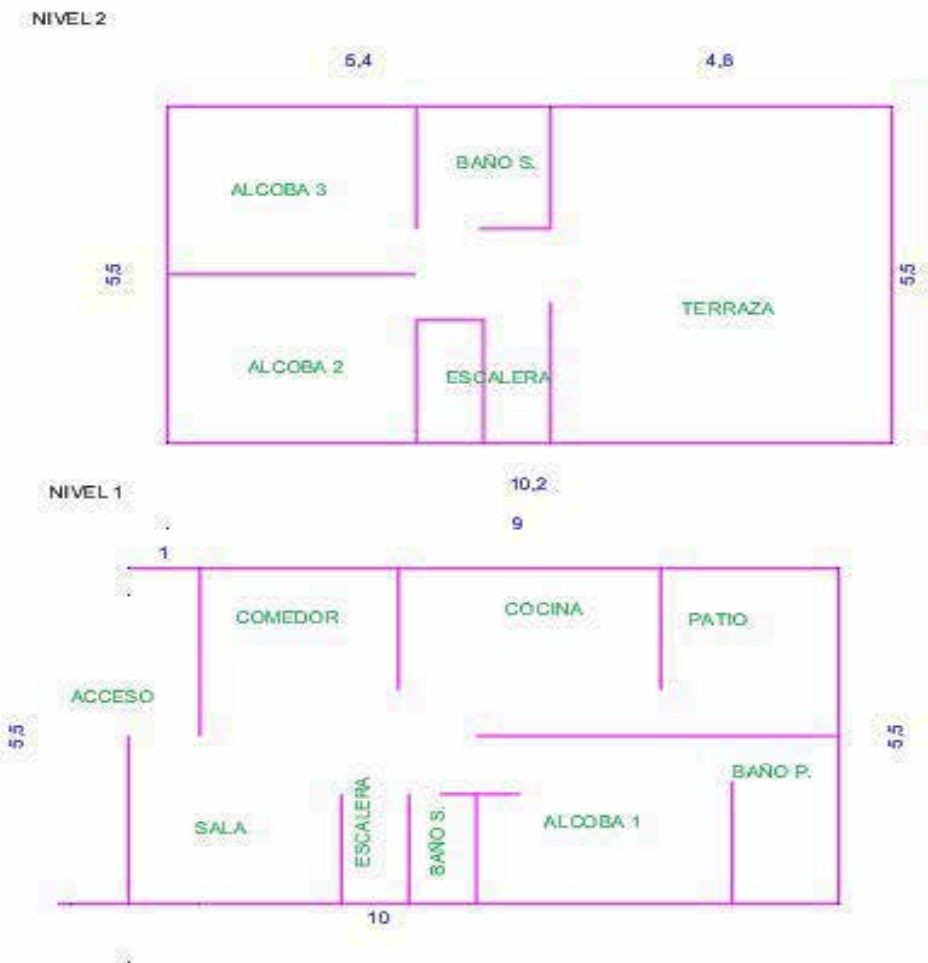 NIVEL 2
5,4 4,8
BAÑO S.
ALCOBA 3
5,5 5,5
TERRAZA
ALCOBA 2
ESCALERA
10,2
NIVEL 1
9
1
COMEDOR COCINA PATIO
ACCESO
5,5 5,5
BAÑO P.
SALA ESCALERA BAÑO S. ALCOBA 1
10